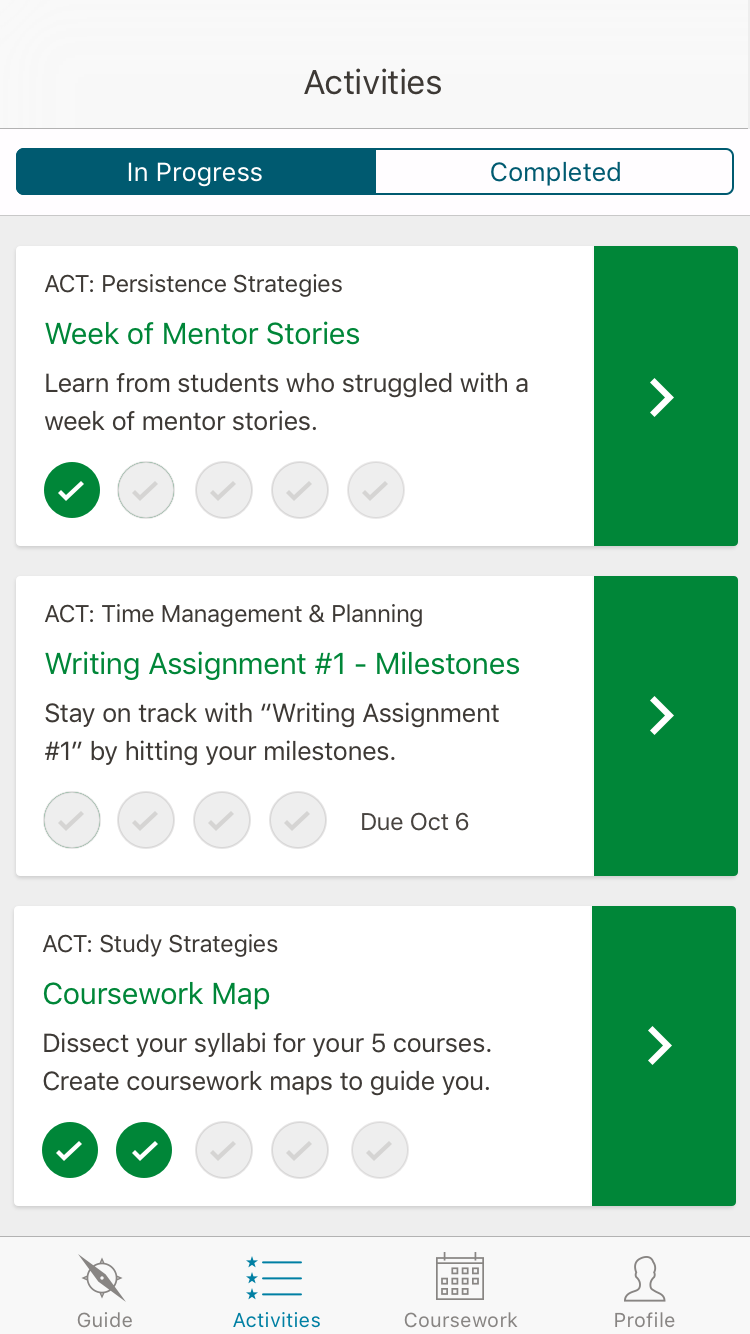 Activities
In Progress
Completed
ACT: Persistence Strategies
Week of Mentor Stories
Learn from students who struggled with a
week of mentor stories.
ACT: Time Management & Planning
Writing Assignment #1 - Milestones
Stay on track with “Writing Assignment
#1” by hitting your milestones.
Due Oct 6
ACT: Study Strategies
Coursework Map
Dissect your syllabi for your 5 courses.
Create coursework maps to guide you.
Guide
Activities
Coursework
Profile